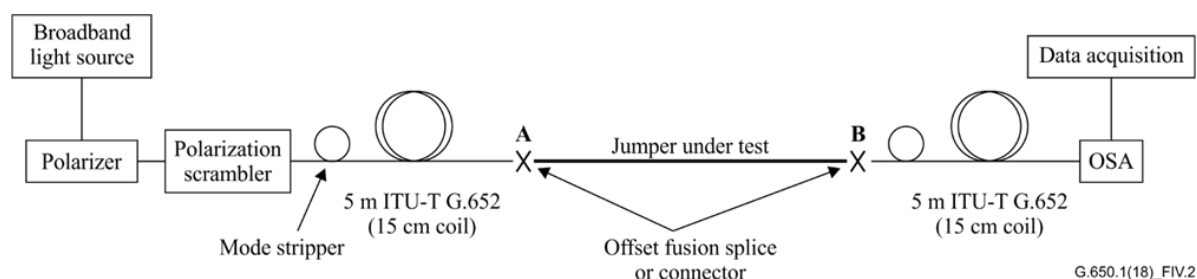 Broadband
light source
Data acquisition
Polarizer
Polarization
scrambler
A
Jumper under test
B
OSA
5 m ITU-T G.652
(15 cm coil)
5 m ITU-T G.652
(15 cm coil)
Mode stripper
Offset fusion splice
or connector
G.650.1(18)_FIV.2